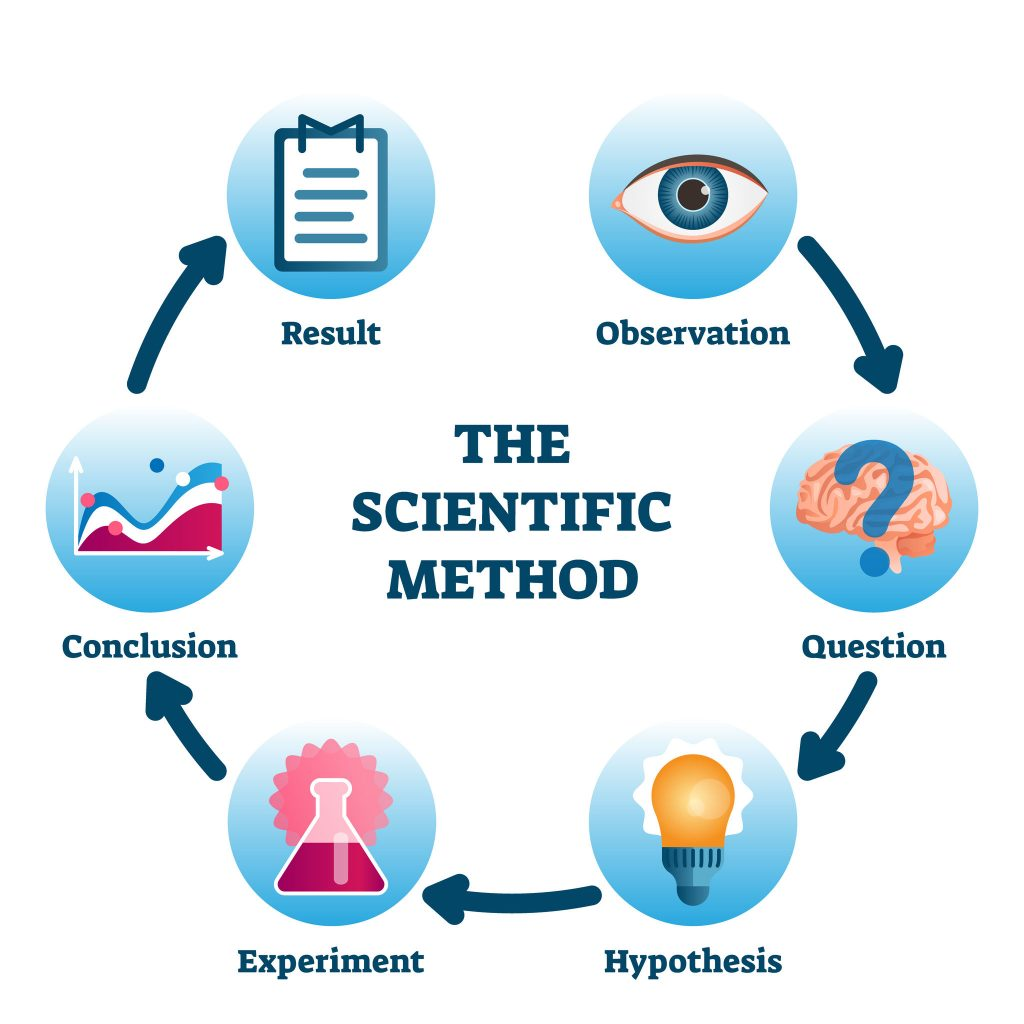 Result
Observation
THE
SCIENTIFIC
METHOD
Conclusion
Question
Experiment
Hypothesis